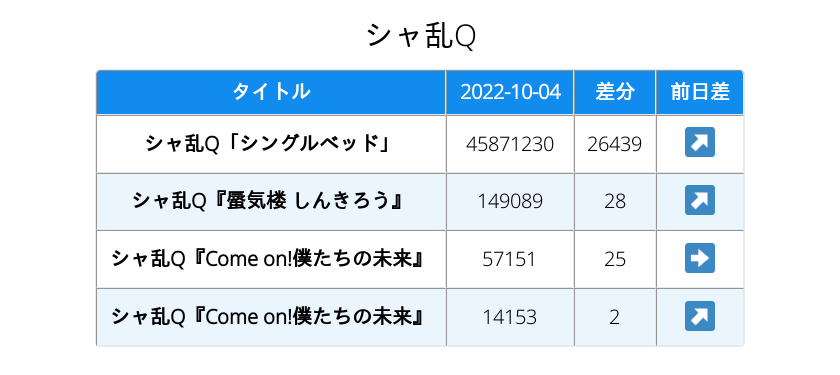 シャ乱Q
タイトル 2022-10-04 差分 前日差
シャ乱Q「シングルベッド」 45871230 26439
シャ乱Q『蜃気楼 しんきろう』 149089 28
シャ乱Q『Come on!僕たちの未来』 57151 25
シャ乱Q『Come on!僕たちの未来』 14153 2